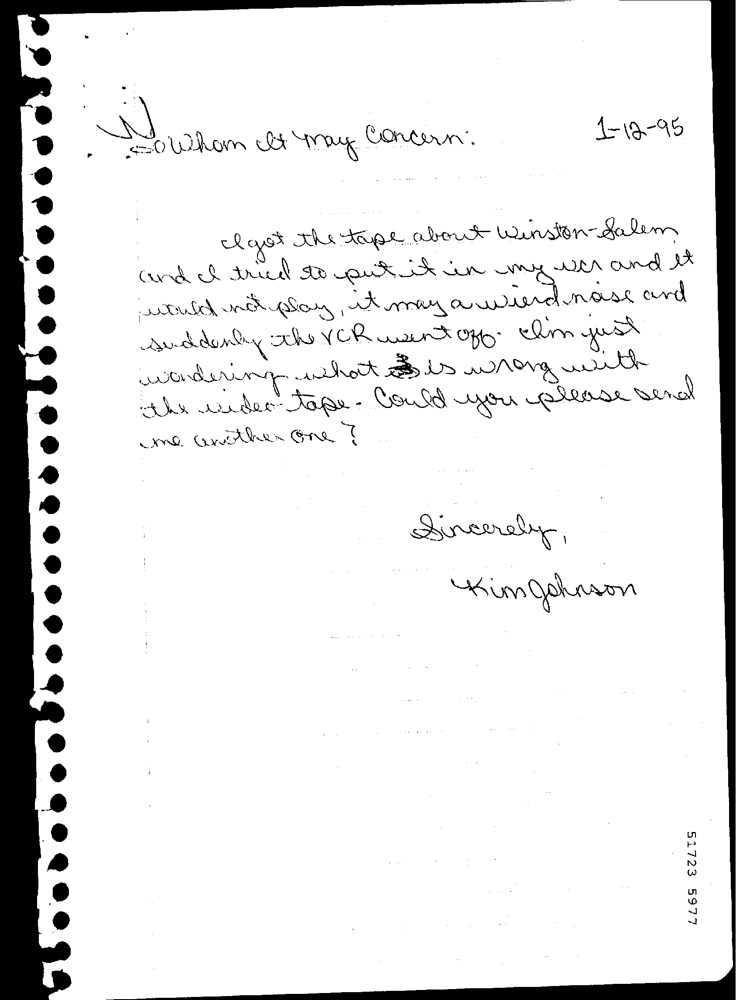 To Whom It May Concern:
1-12-95
I got the tape about Winston-Salem
and I tried to put it in my vcr and it
would not play, it may a wierd noise and
suddenly the VCR went off. I'm just
wondering what is wrong with
the video tape. Could you please send
me another one?
Sincerely,
Kim Johnson
51723 5977